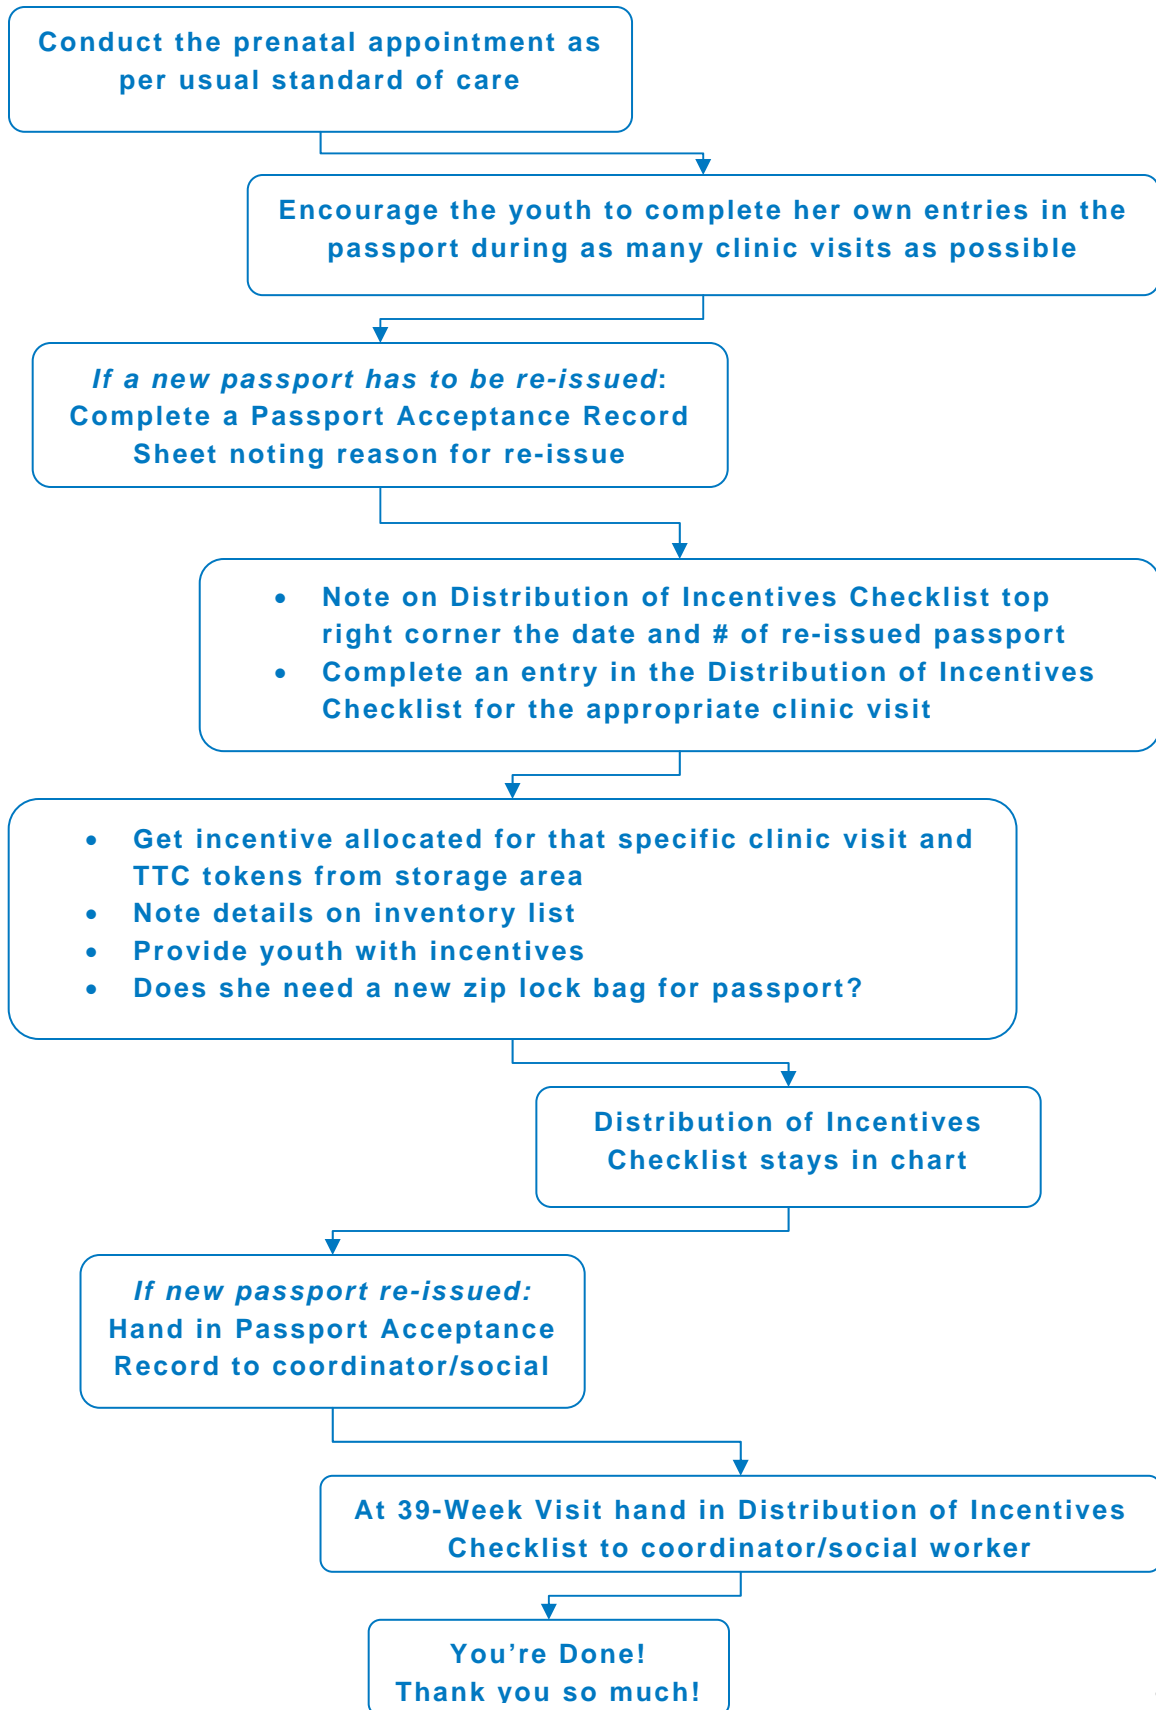 Conduct the prenatal appointment as
per usual standard of care
Encourage the youth to complete her own entries in the
passport during as many clinic visits as possible
If a new passport has to be re-issued:
Complete a Passport Acceptance Record
Sheet noting reason for re-issue
• Note on Distribution of Incentives Checklist top
right corner the date and # of re-issued passport
• Complete an entry in the Distribution of Incentives
Checklist for the appropriate clinic visit
• Get incentive allocated for that specific clinic visit and
TTC tokens from storage area
• Note details on inventory list
• Provide youth with incentives
• Does she need a new zip lock bag for passport?
Distribution of Incentives
Checklist stays in chart
If new passport re-issued:
Hand in Passport Acceptance
Record to coordinator/social
At 39-Week Visit hand in Distribution of Incentives
Checklist to coordinator/social worker
You’re Done!
Thank you so much!